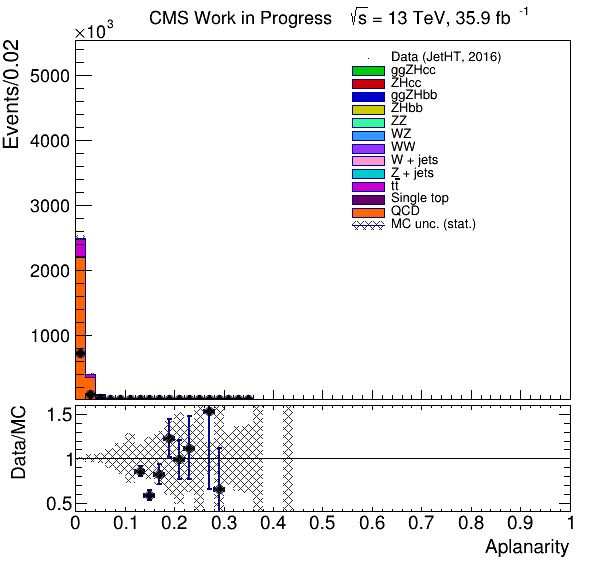 CMS Work in Progress √s = 13 TeV, 35.9 fb⁻¹
×10³
Events/0.02
5000
4000
3000
2000
1000
Data (JetHT, 2016)
ggZHcc
ZHcc
ggZHbb
ZHbb
ZZ
WZ
WW
W + jets
Z + jets
tt̅
Single top
QCD
MC unc. (stat.)
Data/MC
1.5
1
0.5
0 0.1 0.2 0.3 0.4 0.5 0.6 0.7 0.8 0.9 1
Aplanarity